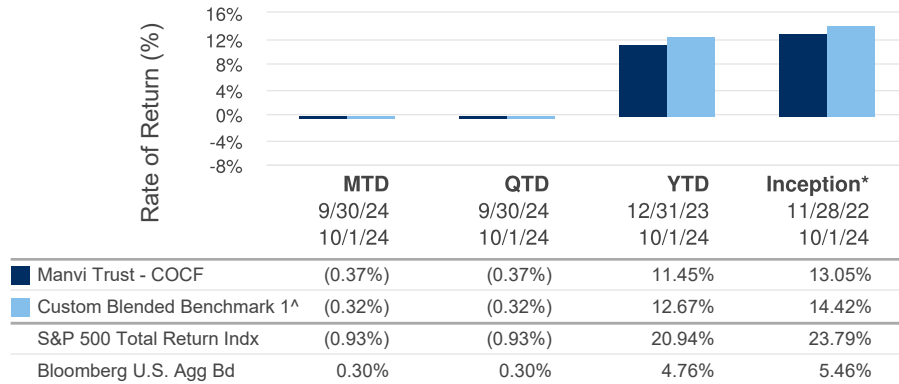 Rate of Return (%)
16%
12%
8%
4%
0%
-4%
-8%
MTD QTD YTD Inception*
9/30/24 9/30/24 12/31/23 11/28/22
10/1/24 10/1/24 10/1/24 10/1/24
Manvi Trust - COCF (0.37%) (0.37%) 11.45% 13.05%
Custom Blended Benchmark 1^ (0.32%) (0.32%) 12.67% 14.42%
S&P 500 Total Return Indx (0.93%) (0.93%) 20.94% 23.79%
Bloomberg U.S. Agg Bd 0.30% 0.30% 4.76% 5.46%